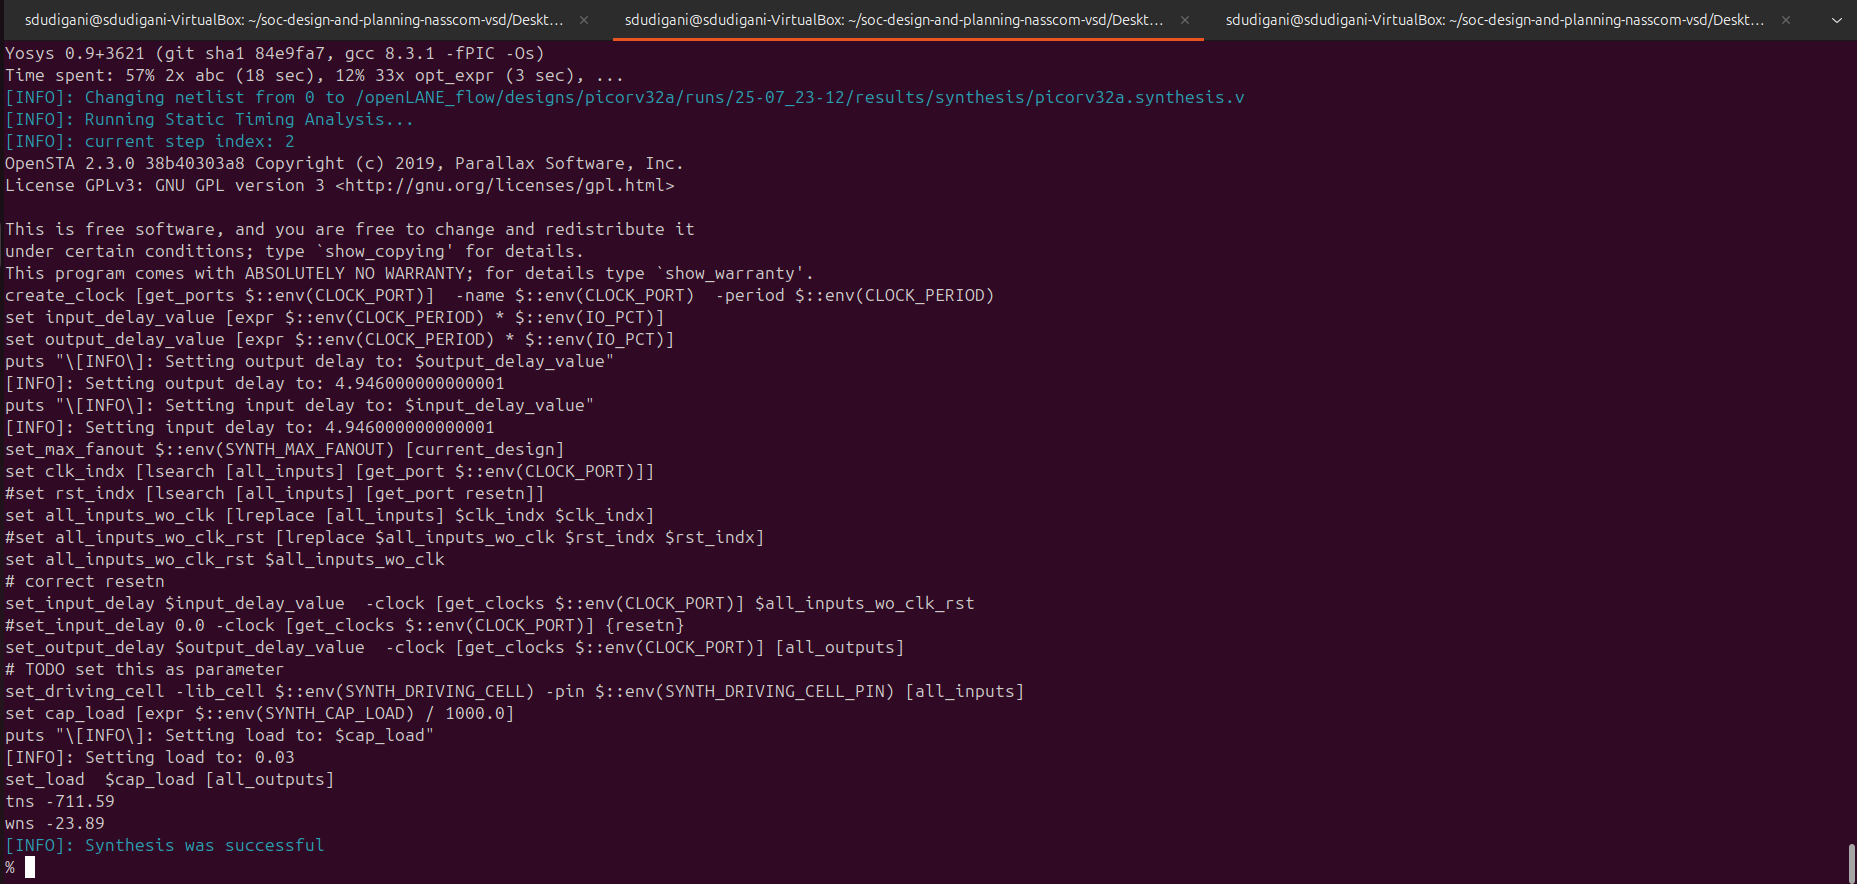 sdudigani@sdudigani-VirtualBox: ~/soc-design-and-planning-nasscom-vsd/Deskt... × sdudigani@sdudigani-VirtualBox: ~/soc-design-and-planning-nasscom-vsd/Deskt... × sdudigani@sdudigani-VirtualBox: ~/soc-design-and-planning-nasscom-vsd/Deskt... ×
Yosys 0.9+3621 (git sha1 84e9fa7, gcc 8.3.1 -fPIC -Os)
Time spent: 57% 2x abc (18 sec), 12% 33x opt_expr (3 sec), ...
[INFO]: Changing netlist from 0 to /openLANE_flow/designs/picorv32a/runs/25-07_23-12/results/synthesis/picorv32a.synthesis.v
[INFO]: Running Static Timing Analysis...
[INFO]: current step index: 2
OpenSTA 2.3.0 38b40303a8 Copyright (c) 2019, Parallax Software, Inc.
License GPLv3: GNU GPL version 3 <http://gnu.org/licenses/gpl.html>

This is free software, and you are free to change and redistribute it
under certain conditions; type `show_copying' for details.
This program comes with ABSOLUTELY NO WARRANTY; for details type `show_warranty'.
create_clock [get_ports $::env(CLOCK_PORT)]  -name $::env(CLOCK_PORT)  -period $::env(CLOCK_PERIOD)
set input_delay_value [expr $::env(CLOCK_PERIOD) * $::env(IO_PCT)]
set output_delay_value [expr $::env(CLOCK_PERIOD) * $::env(IO_PCT)]
puts "\[INFO\]: Setting output delay to: $output_delay_value"
[INFO]: Setting output delay to: 4.946000000000001
puts "\[INFO\]: Setting input delay to: $input_delay_value"
[INFO]: Setting input delay to: 4.946000000000001
set_max_fanout $::env(SYNTH_MAX_FANOUT) [current_design]
set clk_indx [lsearch [all_inputs] [get_port $::env(CLOCK_PORT)]]
#set rst_indx [lsearch [all_inputs] [get_port resetn]]
set all_inputs_wo_clk [lreplace [all_inputs] $clk_indx $clk_indx]
#set all_inputs_wo_clk_rst [lreplace $all_inputs_wo_clk $rst_indx $rst_indx]
set all_inputs_wo_clk_rst $all_inputs_wo_clk
# correct resetn
set_input_delay $input_delay_value  -clock [get_clocks $::env(CLOCK_PORT)] $all_inputs_wo_clk_rst
#set_input_delay 0.0 -clock [get_clocks $::env(CLOCK_PORT)] {resetn}
set_output_delay $output_delay_value  -clock [get_clocks $::env(CLOCK_PORT)] [all_outputs]
# TODO set this as parameter
set_driving_cell -lib_cell $::env(SYNTH_DRIVING_CELL) -pin $::env(SYNTH_DRIVING_CELL_PIN) [all_inputs]
set cap_load [expr $::env(SYNTH_CAP_LOAD) / 1000.0]
puts "\[INFO\]: Setting load to: $cap_load"
[INFO]: Setting load to: 0.03
set_load  $cap_load [all_outputs]
tns -711.59
wns -23.89
[INFO]: Synthesis was successful
%